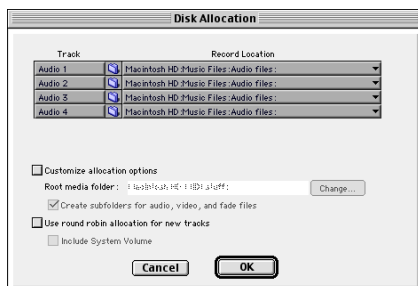 Disk Allocation
Track Record Location
Audio 1 Macintosh HD :Music Files :Audio files :
Audio 2 Macintosh HD :Music Files :Audio files :
Audio 3 Macintosh HD :Music Files :Audio files :
Audio 4 Macintosh HD :Music Files :Audio files :
Customize allocation options
Root media folder : Change...
Create subfolders for audio, video, and fade files
Use round robin allocation for new tracks
Include System Volume
Cancel OK